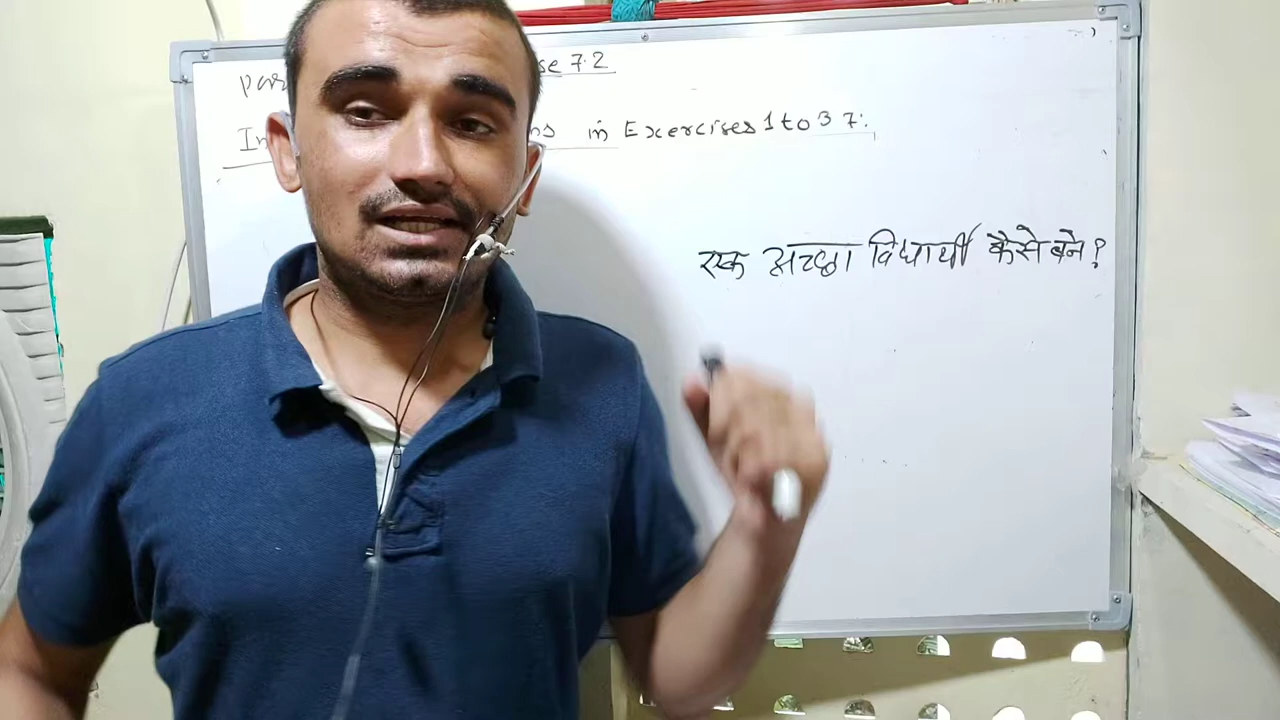 se 7.2
in Exercises 1 to 37:.
एक अच्छा विधार्थी कैसे बने?